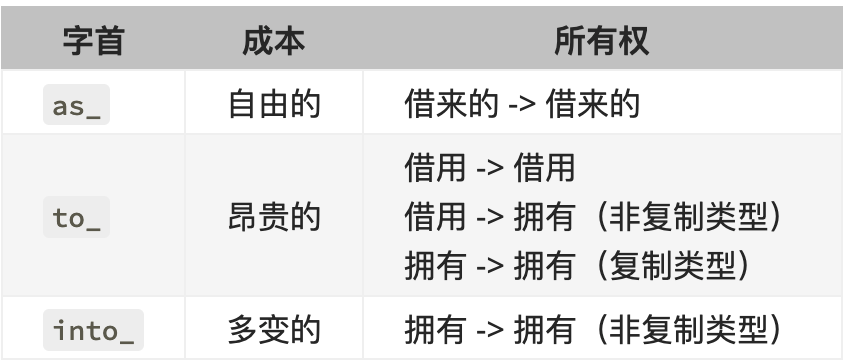 字首 成本 所有权
as_ 自由的 借来的 -> 借来的
借用 -> 借用
to_ 昂贵的 借用 -> 拥有（非复制类型）
拥有 -> 拥有（复制类型）
into_ 多变的 拥有 -> 拥有（非复制类型）